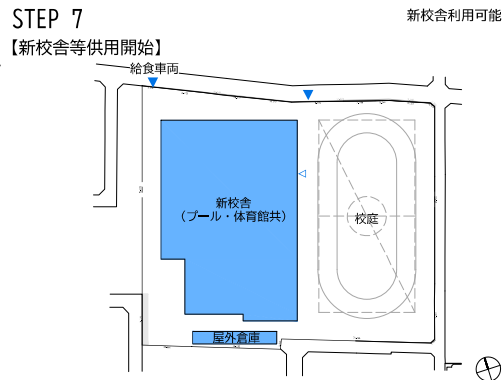 STEP 7
新校舎利用可能
【新校舎等供用開始】
給食車両
新校舎
（プール・体育館共）
校庭
屋外倉庫